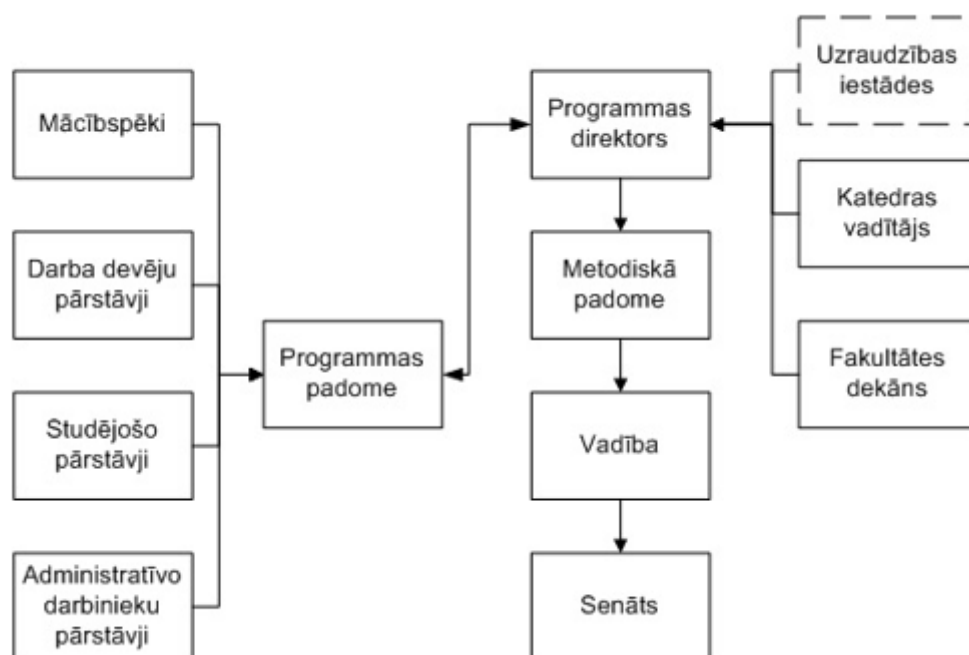 Mācībspēki
Darba devēju
pārstāvji
Studējošo
pārstāvji
Administratīvo
darbinieku
pārstāvji
Programmas
padome
Programmas
direktors
Metodiskā
padome
Vadība
Senāts
Uzraudzības
iestādes
Katedras
vadītājs
Fakultātes
dekāns